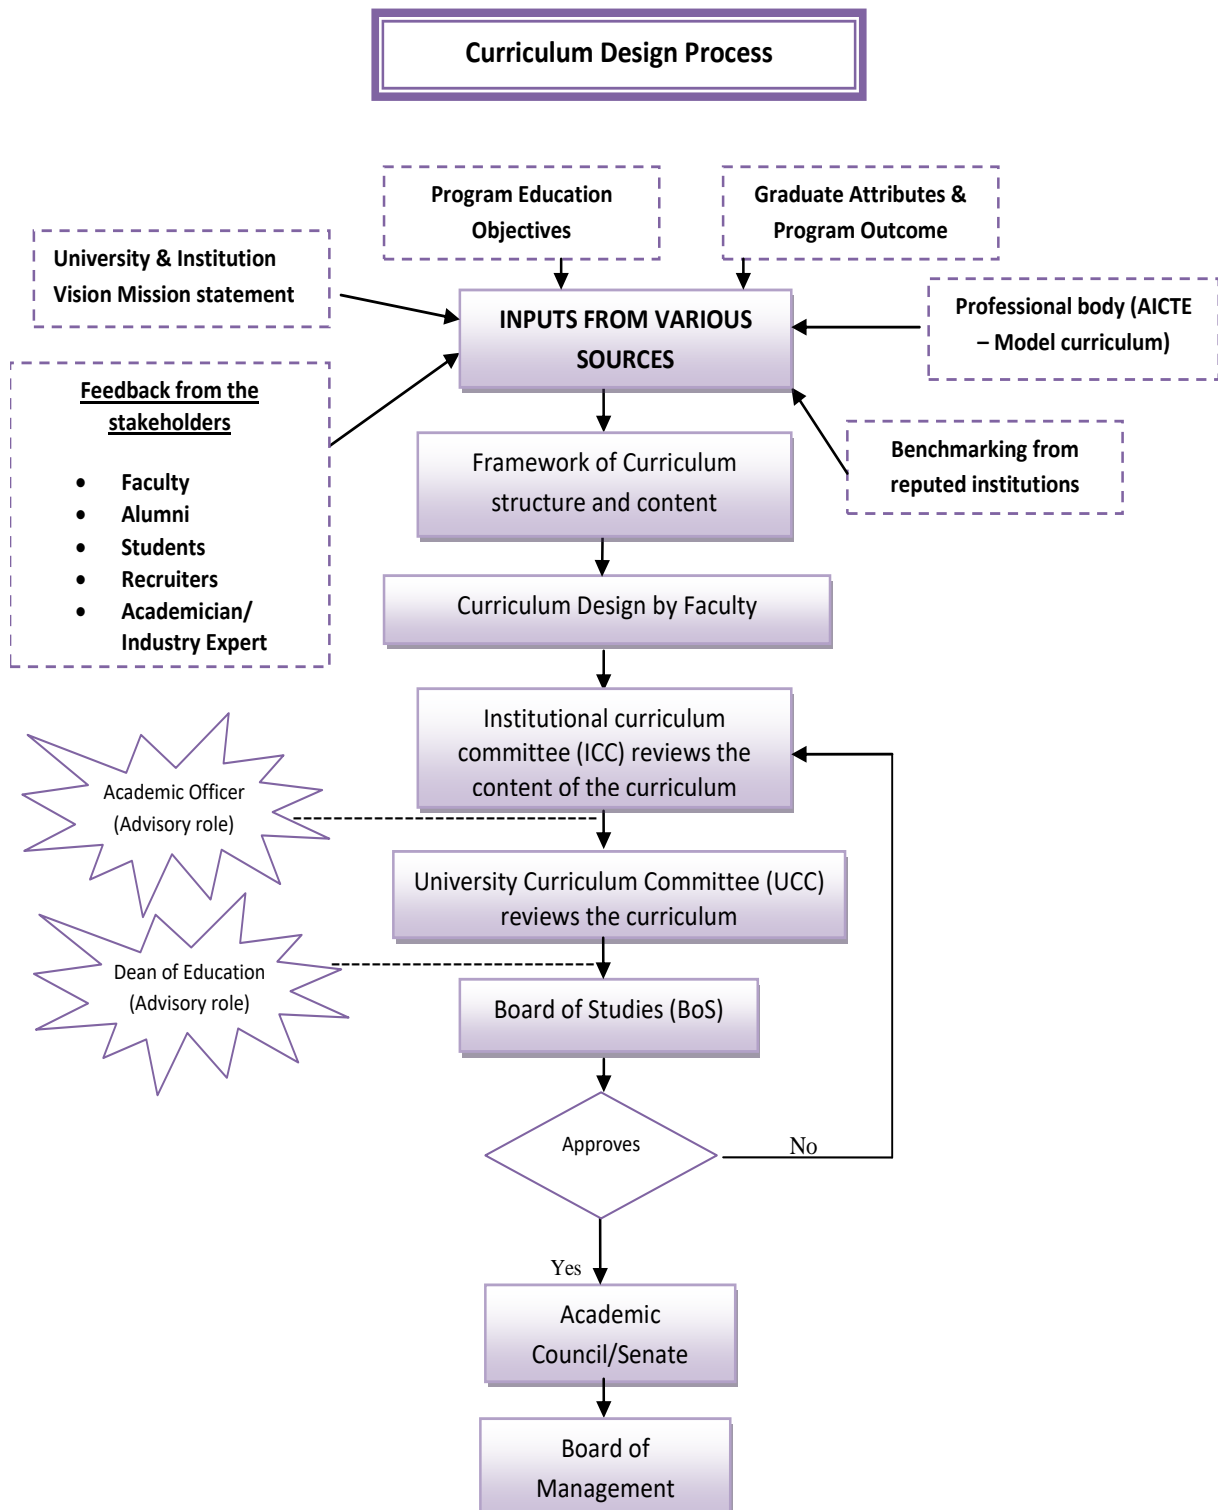 Curriculum Design Process
Program Education
Objectives
Graduate Attributes &
Program Outcome
University & Institution
Vision Mission statement
INPUTS FROM VARIOUS
SOURCES
Professional body (AICTE
– Model curriculum)
Feedback from the
stakeholders
• Faculty
• Alumni
• Students
• Recruiters
• Academician/
Industry Expert
Framework of Curriculum
structure and content
Benchmarking from
reputed institutions
Curriculum Design by Faculty
Institutional curriculum
committee (ICC) reviews the
content of the curriculum
Academic Officer
(Advisory role)
University Curriculum Committee (UCC)
reviews the curriculum
Dean of Education
(Advisory role)
Board of Studies (BoS)
Approves
No
Yes
Academic
Council/Senate
Board of
Management